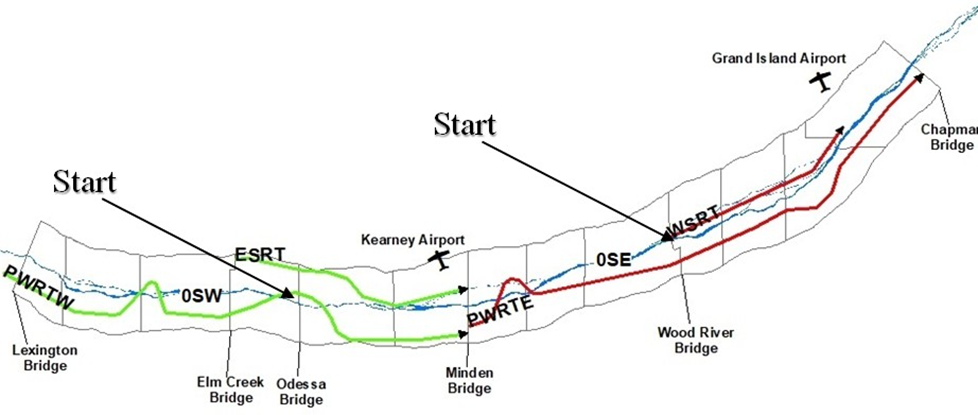 Grand Island Airport
Start
Chapman
Bridge
Start
WSRT
Kearney Airport
ESRT
0SE
PWRTW
0SW
PWRTE
Wood River
Bridge
Lexington
Bridge
Elm Creek
Bridge
Odessa
Bridge
Minden
Bridge